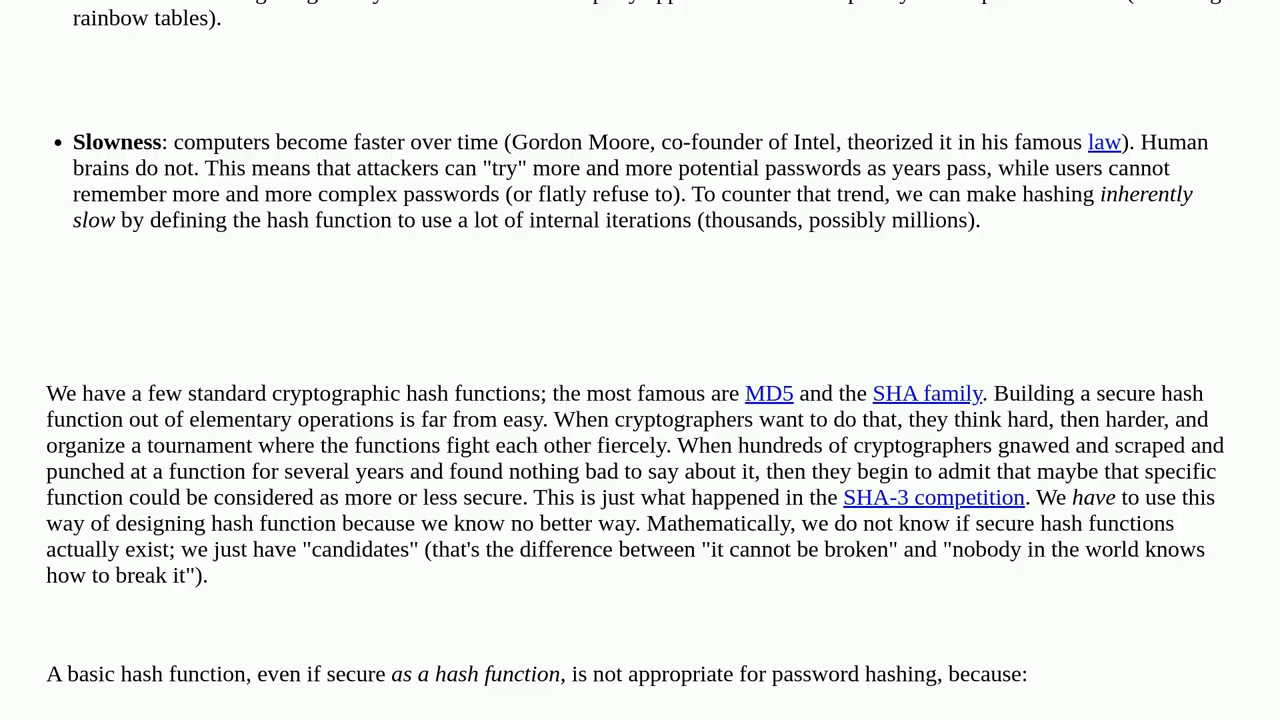 rainbow tables).
• Slowness: computers become faster over time (Gordon Moore, co-founder of Intel, theorized it in his famous law). Human
brains do not. This means that attackers can "try" more and more potential passwords as years pass, while users cannot
remember more and more complex passwords (or flatly refuse to). To counter that trend, we can make hashing inherently
slow by defining the hash function to use a lot of internal iterations (thousands, possibly millions).
We have a few standard cryptographic hash functions; the most famous are MD5 and the SHA family. Building a secure hash
function out of elementary operations is far from easy. When cryptographers want to do that, they think hard, then harder, and
organize a tournament where the functions fight each other fiercely. When hundreds of cryptographers gnawed and scraped and
punched at a function for several years and found nothing bad to say about it, then they begin to admit that maybe that specific
function could be considered as more or less secure. This is just what happened in the SHA-3 competition. We have to use this
way of designing hash function because we know no better way. Mathematically, we do not know if secure hash functions
actually exist; we just have "candidates" (that's the difference between "it cannot be broken" and "nobody in the world knows
how to break it").
A basic hash function, even if secure as a hash function, is not appropriate for password hashing, because: